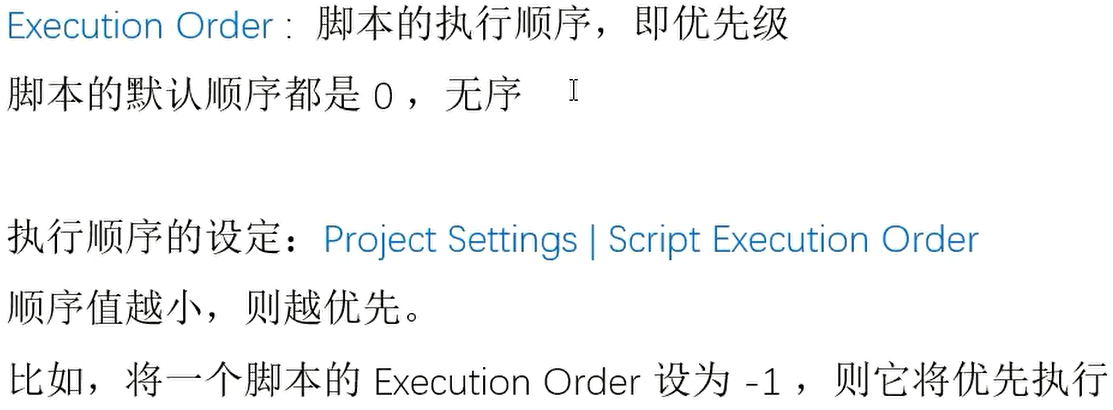 Execution Order : 脚本的执行顺序，即优先级
脚本的默认顺序都是 0 ，无序
执行顺序的设定：Project Settings | Script Execution Order
顺序值越小，则越优先。
比如，将一个脚本的 Execution Order 设为 -1 ，则它将优先执行